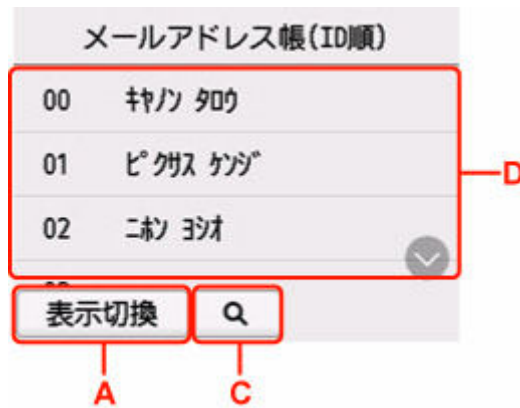 メールアドレス帳(ID順)
00 ｷﾔﾉﾝ ﾀﾛｳ
01 ﾋﾟｸｻｽ ｹﾝｼﾞ
02 ﾆﾎﾝ ﾖｼｵ
D
表示切換
A
C